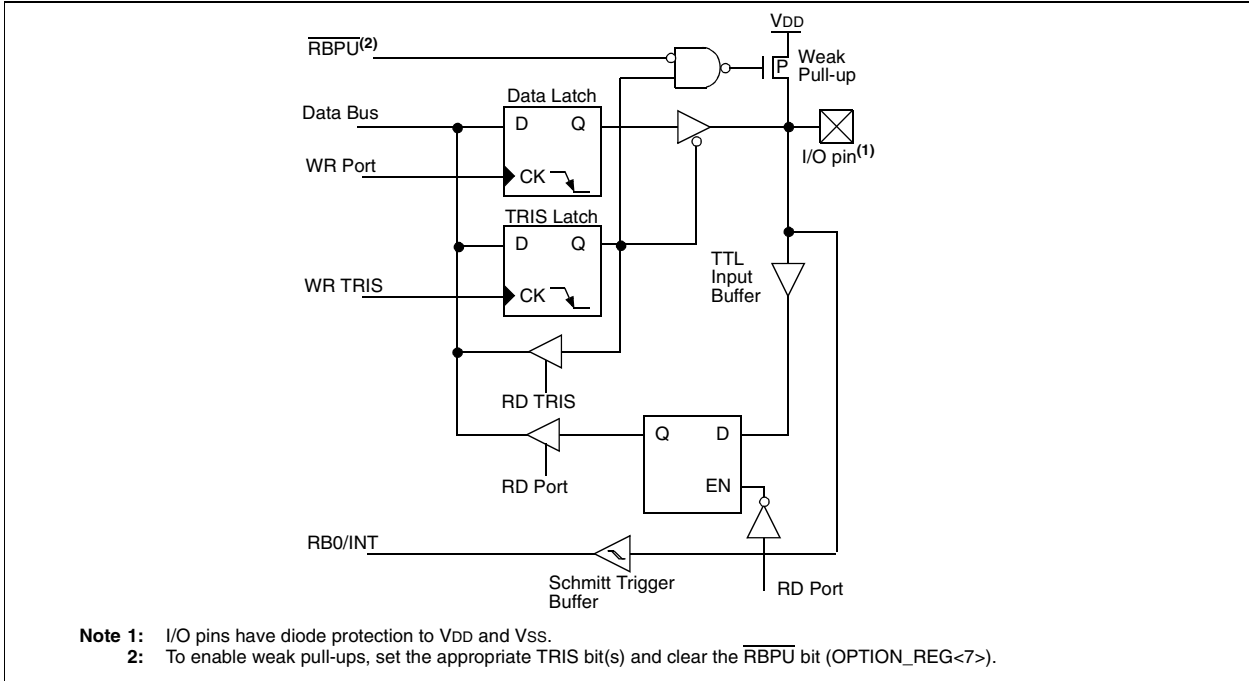 VDD
RBPU(2)
P
Weak
Pull-up
Data Latch
Data Bus
D Q
I/O pin(1)
WR Port
CK
TRIS Latch
D Q
TTL
Input
Buffer
WR TRIS
CK
RD TRIS
Q D
RD Port
EN
RB0/INT
Schmitt Trigger
Buffer
RD Port
Note 1: I/O pins have diode protection to VDD and VSS.
2: To enable weak pull-ups, set the appropriate TRIS bit(s) and clear the RBPU bit (OPTION_REG<7>).